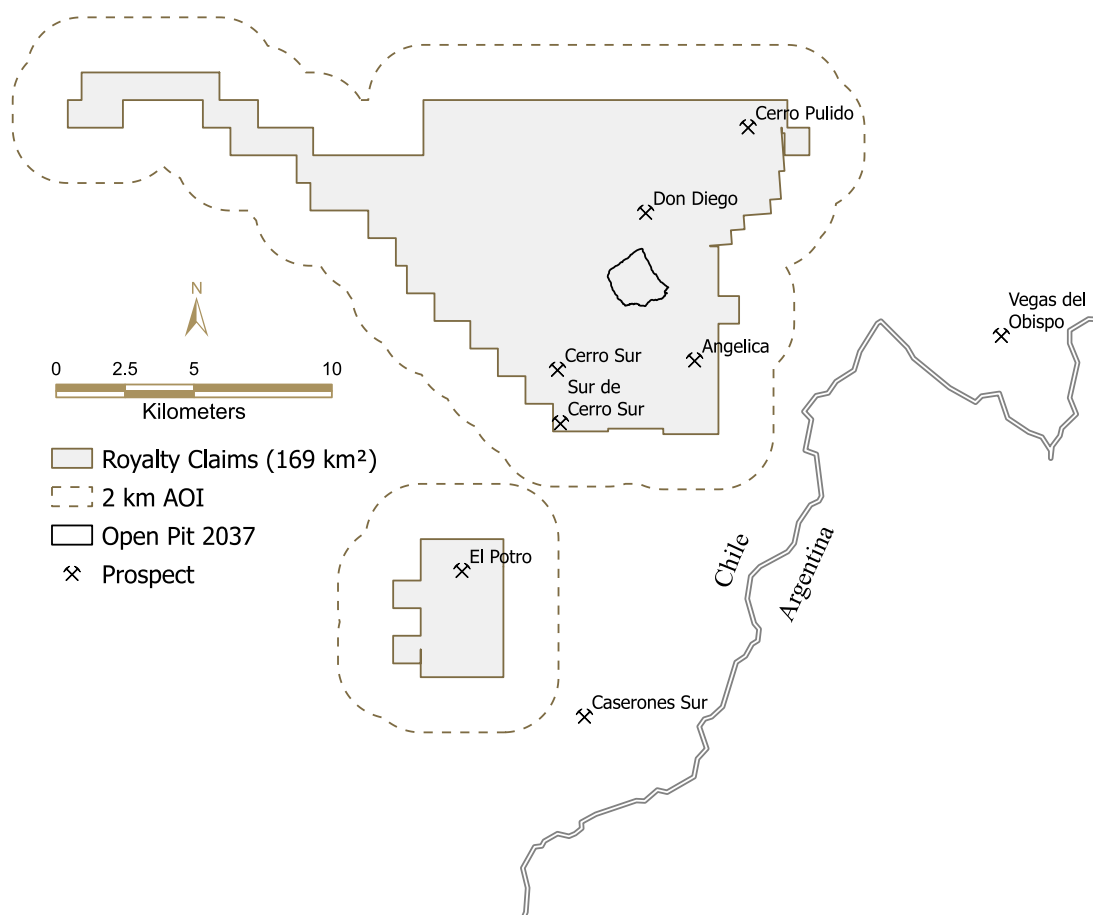 Cerro Pulido
Don Diego
N
Vegas del
Obispo
Angelica
Cerro Sur
Sur de
Cerro Sur
0 2.5 5 10
Kilometers
Royalty Claims (169 km²)
2 km AOI
Open Pit 2037
Prospect
El Potro
Chile
Argentina
Caserones Sur